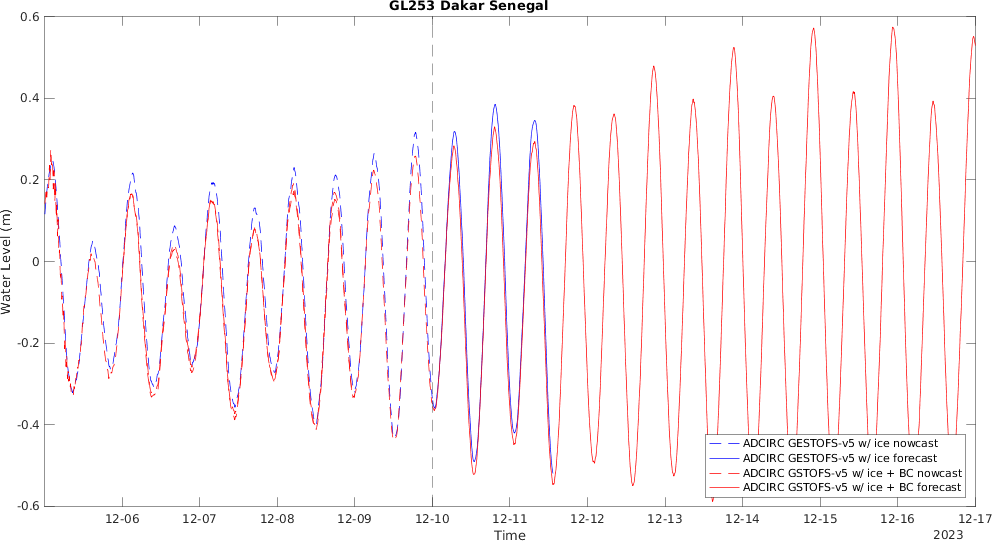 GL253 Dakar Senegal
0.6
0.4
0.2
0
-0.2
-0.4
-0.6
Water Level (m)
12-06
12-07
12-08
12-09
12-10
12-11
12-12
12-13
12-14
12-15
12-16
12-17
Time
2023
ADCIRC GESTOFS-v5 w/ ice nowcast
ADCIRC GESTOFS-v5 w/ ice forecast
ADCIRC GSTOFS-v5 w/ ice + BC nowcast
ADCIRC GSTOFS-v5 w/ ice + BC forecast